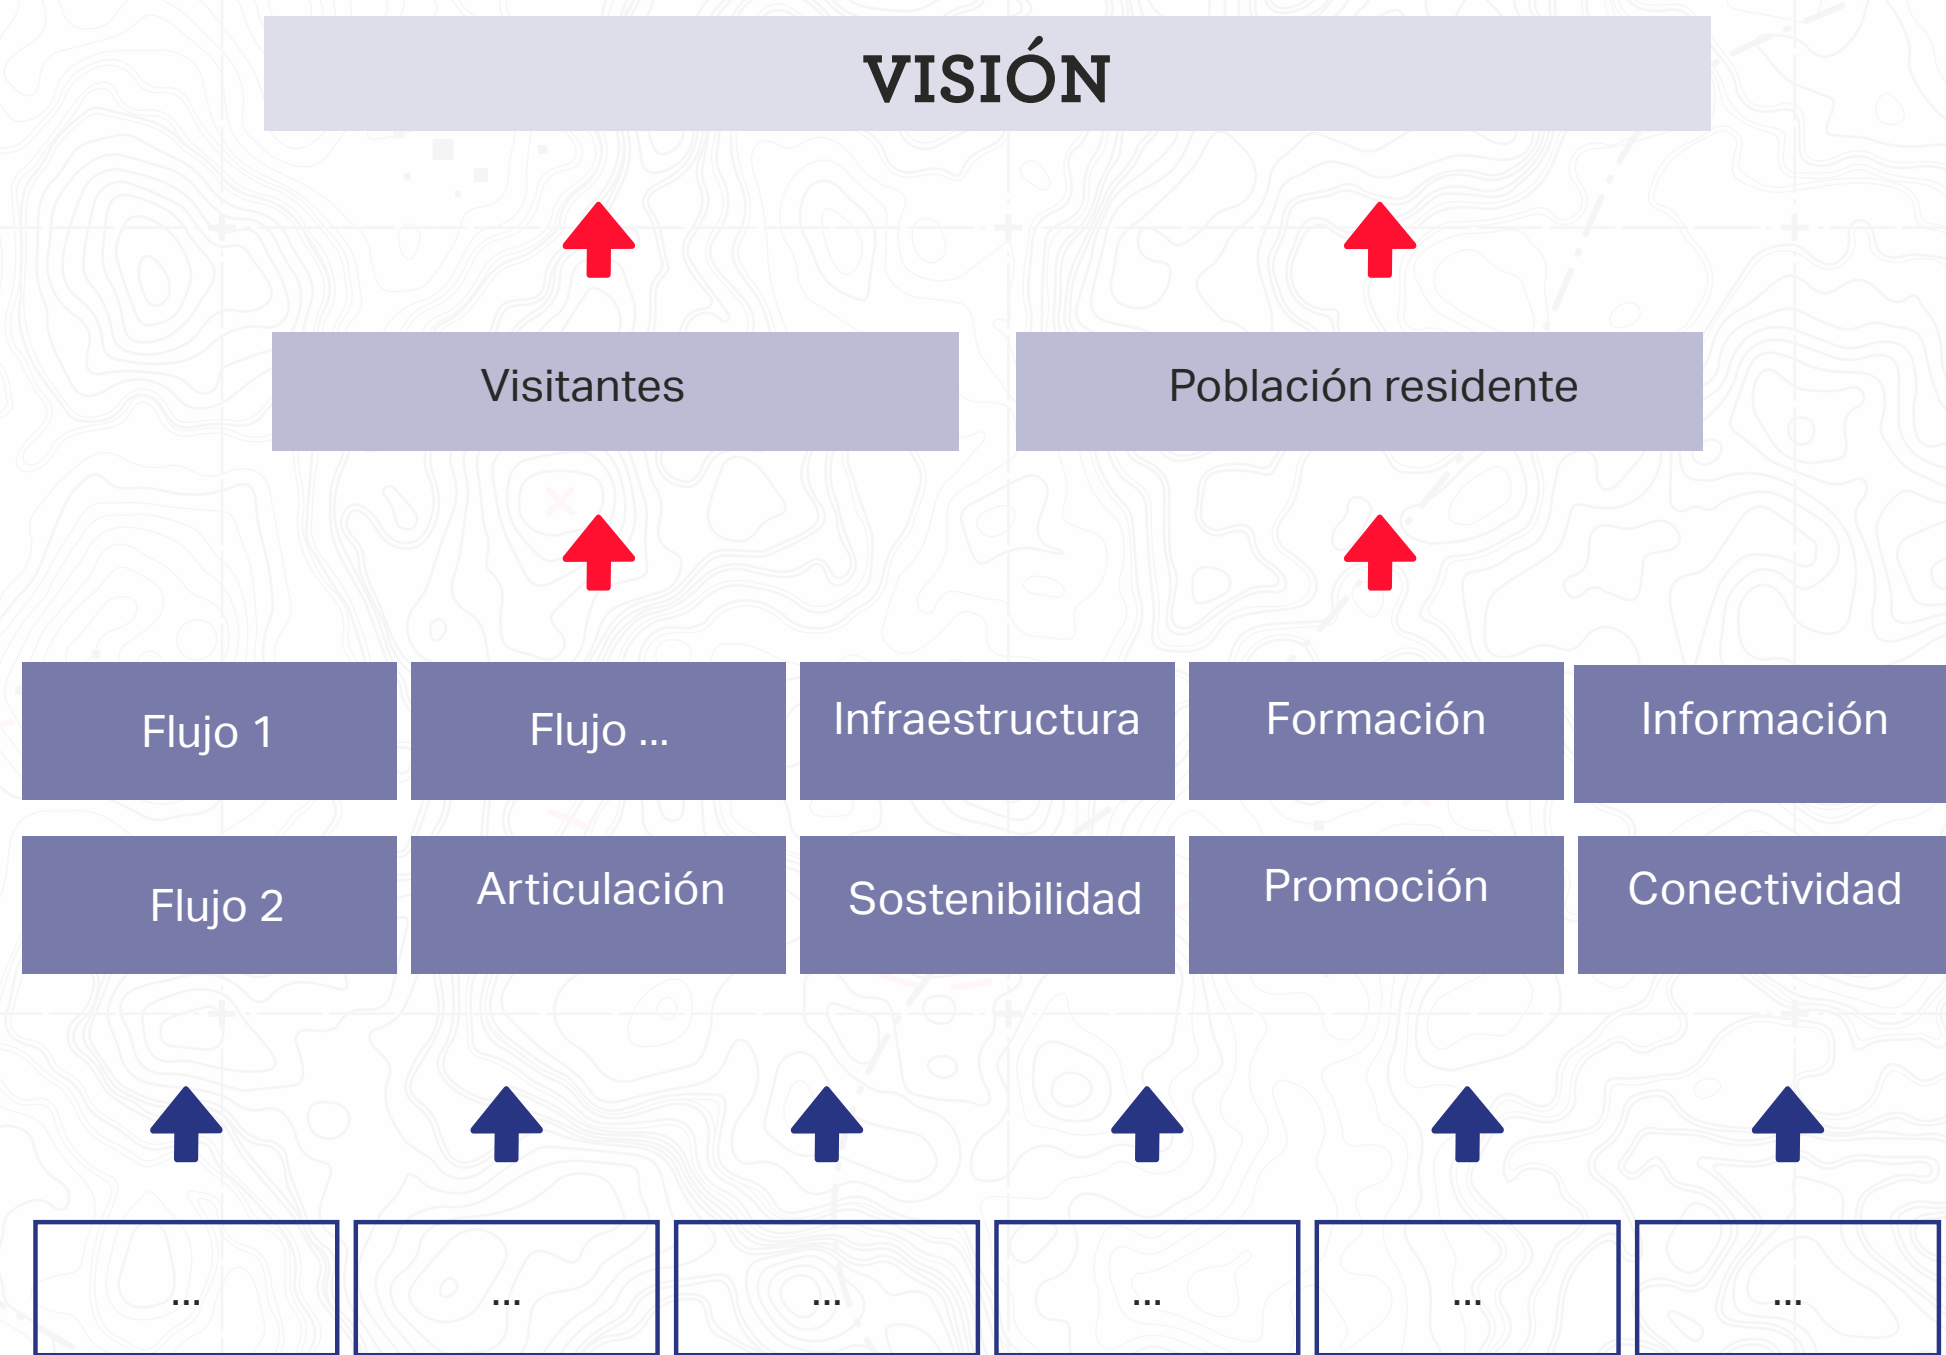 VISIÓN
Visitantes
Población residente
Flujo 1
Flujo ...
Infraestructura
Formación
Información
Flujo 2
Articulación
Sostenibilidad
Promoción
Conectividad
...
...
...
...
...
...